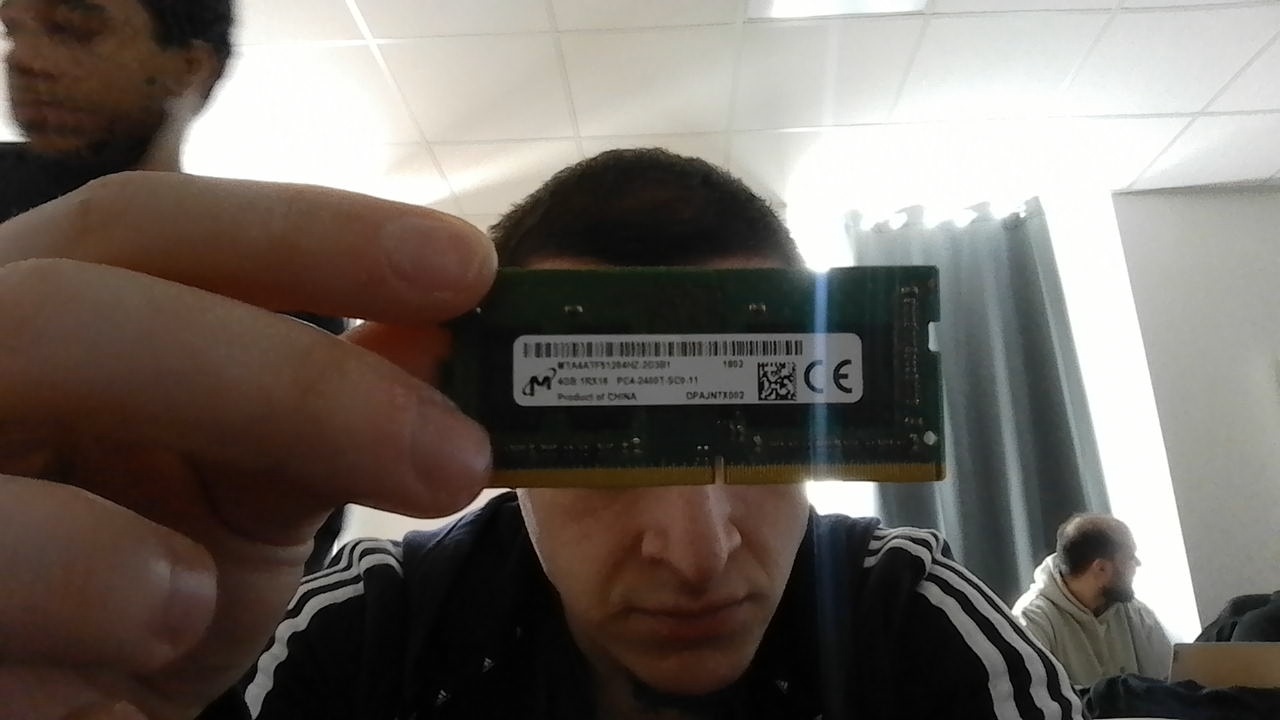 MTA4ATF51264HZ-2G3B1 1802
4GB 1RX16 PC4-2400T-SC0-11
Product of CHINA DPAJNTX002
CE